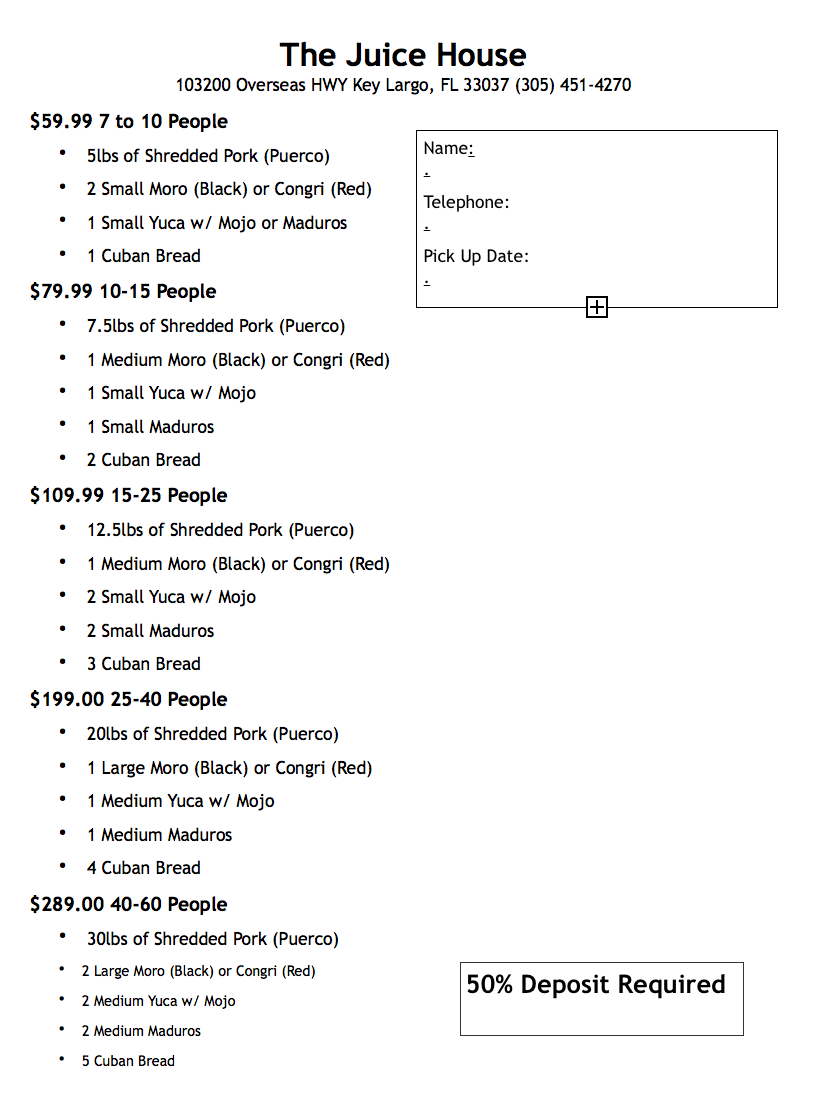 The Juice House
103200 Overseas HWY Key Largo, FL 33037 (305) 451-4270
$59.99 7 to 10 People
• 5lbs of Shredded Pork (Puerco)
• 2 Small Moro (Black) or Congri (Red)
• 1 Small Yuca w/ Mojo or Maduros
• 1 Cuban Bread
Name:
.
Telephone:
.
Pick Up Date:
.
$79.99 10-15 People
• 7.5lbs of Shredded Pork (Puerco)
• 1 Medium Moro (Black) or Congri (Red)
• 1 Small Yuca w/ Mojo
• 1 Small Maduros
• 2 Cuban Bread
$109.99 15-25 People
• 12.5lbs of Shredded Pork (Puerco)
• 1 Medium Moro (Black) or Congri (Red)
• 2 Small Yuca w/ Mojo
• 2 Small Maduros
• 3 Cuban Bread
$199.00 25-40 People
• 20lbs of Shredded Pork (Puerco)
• 1 Large Moro (Black) or Congri (Red)
• 1 Medium Yuca w/ Mojo
• 1 Medium Maduros
• 4 Cuban Bread
$289.00 40-60 People
• 30lbs of Shredded Pork (Puerco)
• 2 Large Moro (Black) or Congri (Red)
• 2 Medium Yuca w/ Mojo
• 2 Medium Maduros
• 5 Cuban Bread
50% Deposit Required